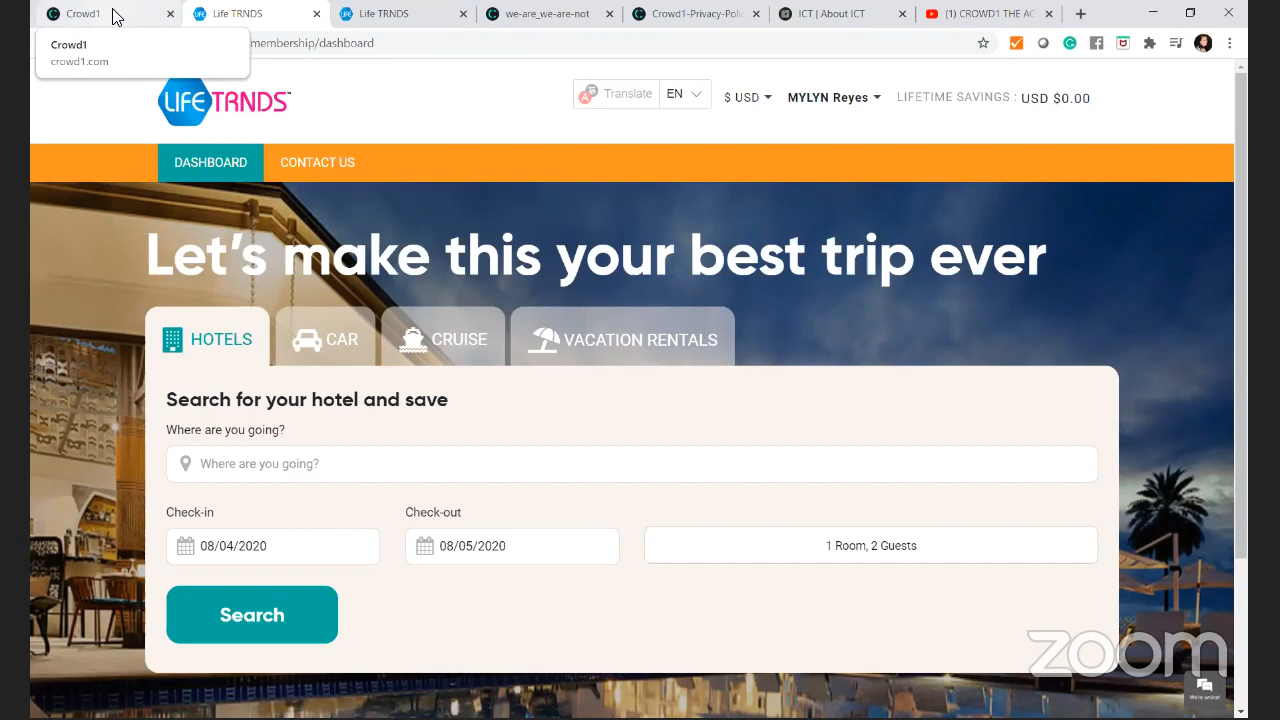 Crowd1
Life TRNDS
Life TRNDS
we-are_we-are-not
Crowd1-Privacy-Pol
ICT | About ICT
(1) CROWD1 THE AC
Crowd1
crowd1.com
membership/dashboard
LIFE TRNDS
Translate
EN
$ USD
MYLYN Reyes
LIFETIME SAVINGS : USD $0.00
DASHBOARD
CONTACT US
Let's make this your best trip ever
HOTELS
CAR
CRUISE
VACATION RENTALS
Search for your hotel and save
Where are you going?
Where are you going?
Check-in
Check-out
08/04/2020
08/05/2020
1 Room, 2 Guests
Search
zoom
We're online!